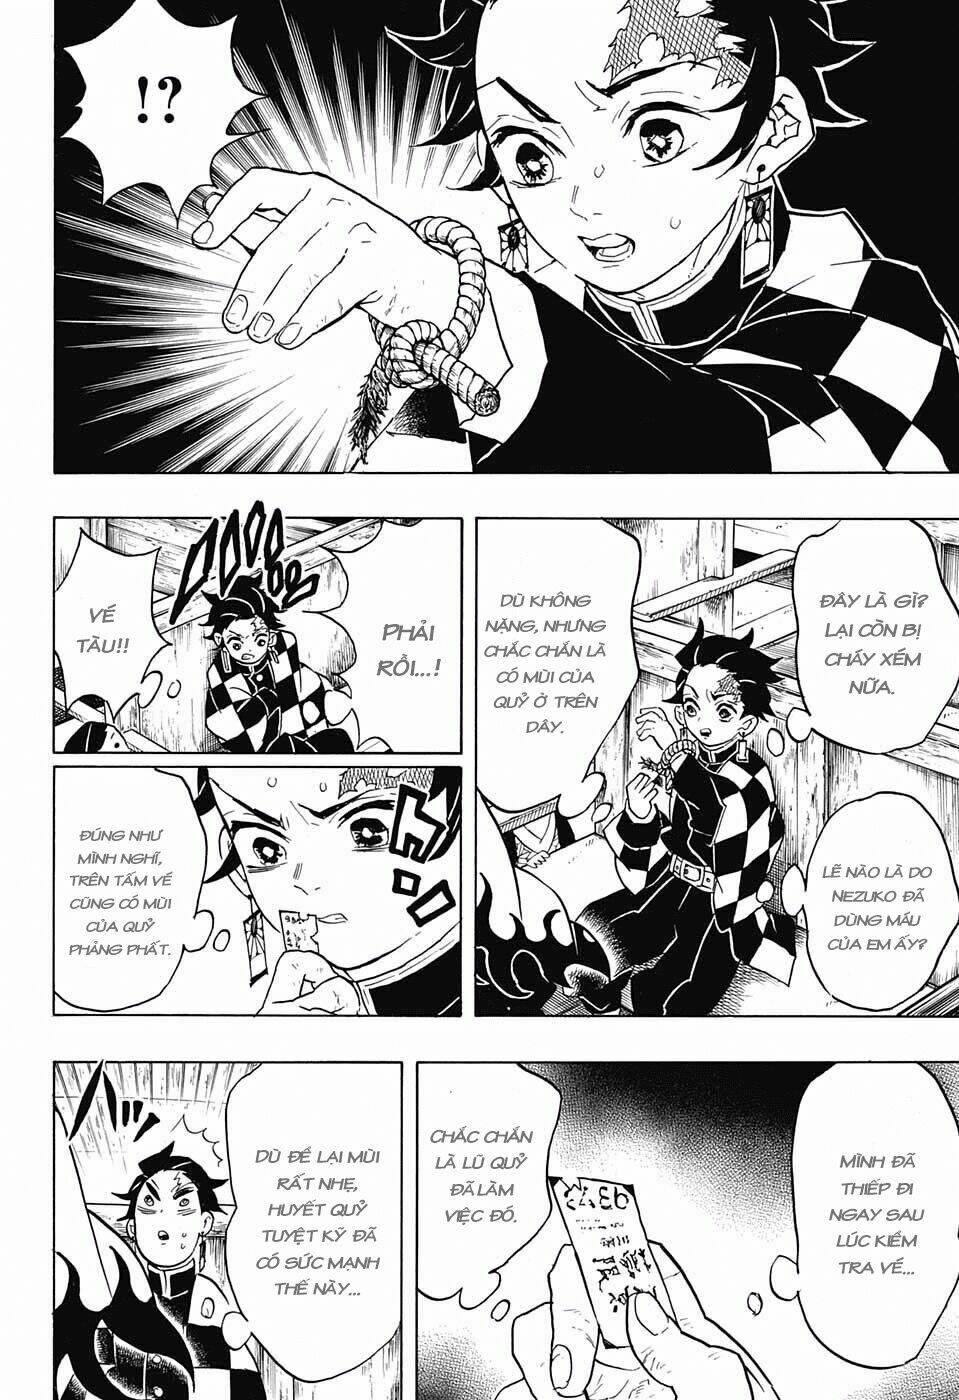 !?
ĐÂY LÀ GÌ?
LẠI CÒN BỊ
CHÁY XÉM
NỮA.
DÙ KHÔNG
NẶNG, NHƯNG
CHẮC CHẮN LÀ
CÓ MÙI CỦA
QUỶ Ở TRÊN
DÂY.
LẼ NÀO LÀ DO
NEZUKO ĐÃ
DÙNG MÁU
CỦA EM ẤY?
PHẢI
RỒI...!
VÉ
TÀU!!
ĐÚNG NHƯ
MÌNH NGHĨ,
TRÊN TẤM VÉ
CŨNG CÓ MÙI
CỦA QUỶ
PHẢNG PHẤT.
MÌNH ĐÃ
THIẾP ĐI
NGAY SAU
LÚC KIỂM
TRA VÉ...
CHẮC CHẮN
LÀ LŨ QUỶ
ĐÃ LÀM
VIỆC ĐÓ.
DÙ ĐỂ LẠI MÙI
RẤT NHẸ,
HUYẾT QUỶ
TUYỆT KỸ ĐÃ
CÓ SỨC MẠNH
THẾ NÀY...